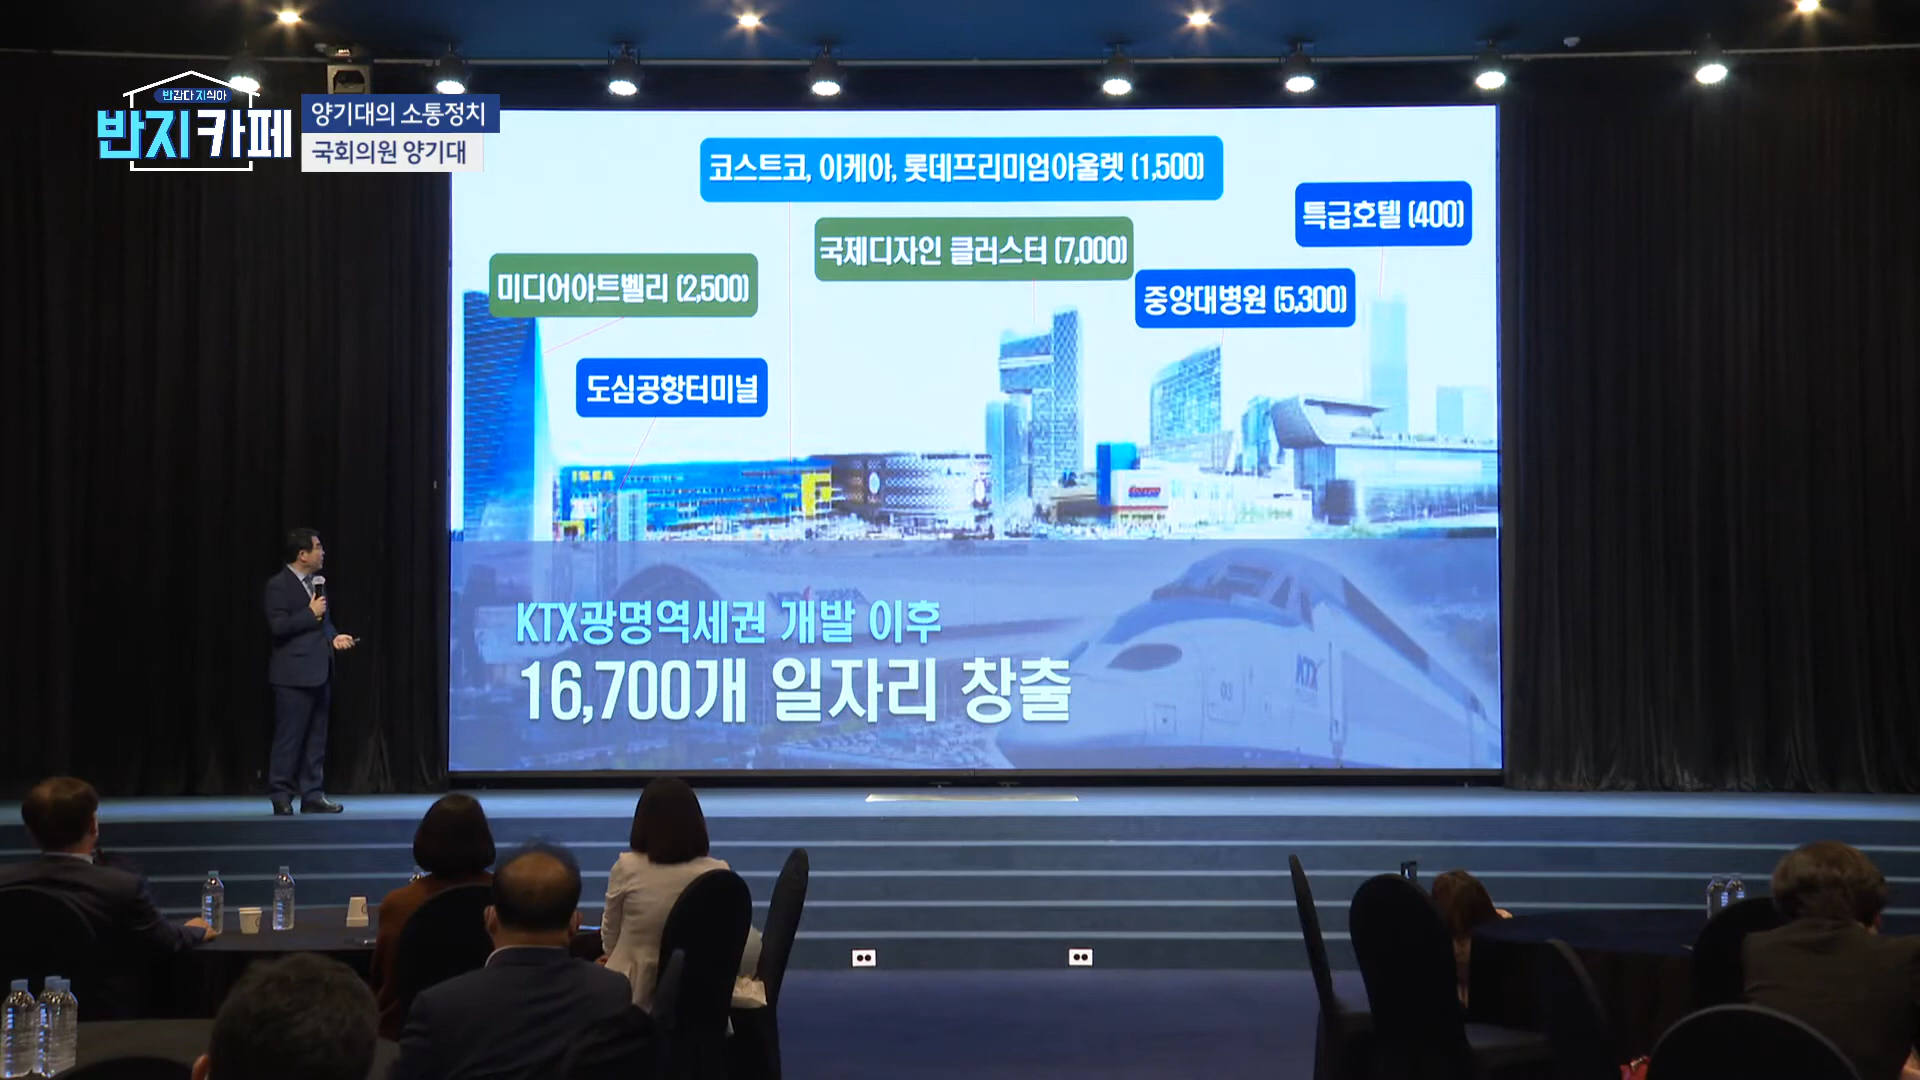 반갑다 지식아
반지카페
양기대의 소통정치
국회의원 양기대
코스트코, 이케아, 롯데프리미엄아울렛 (1,500)
특급호텔 (400)
국제디자인 클러스터 (7,000)
미디어아트밸리 (2,500)
중앙대병원 (5,300)
도심공항터미널
IKEA
KTX광명역세권 개발 이후
16,700개 일자리 창출
KTX
03